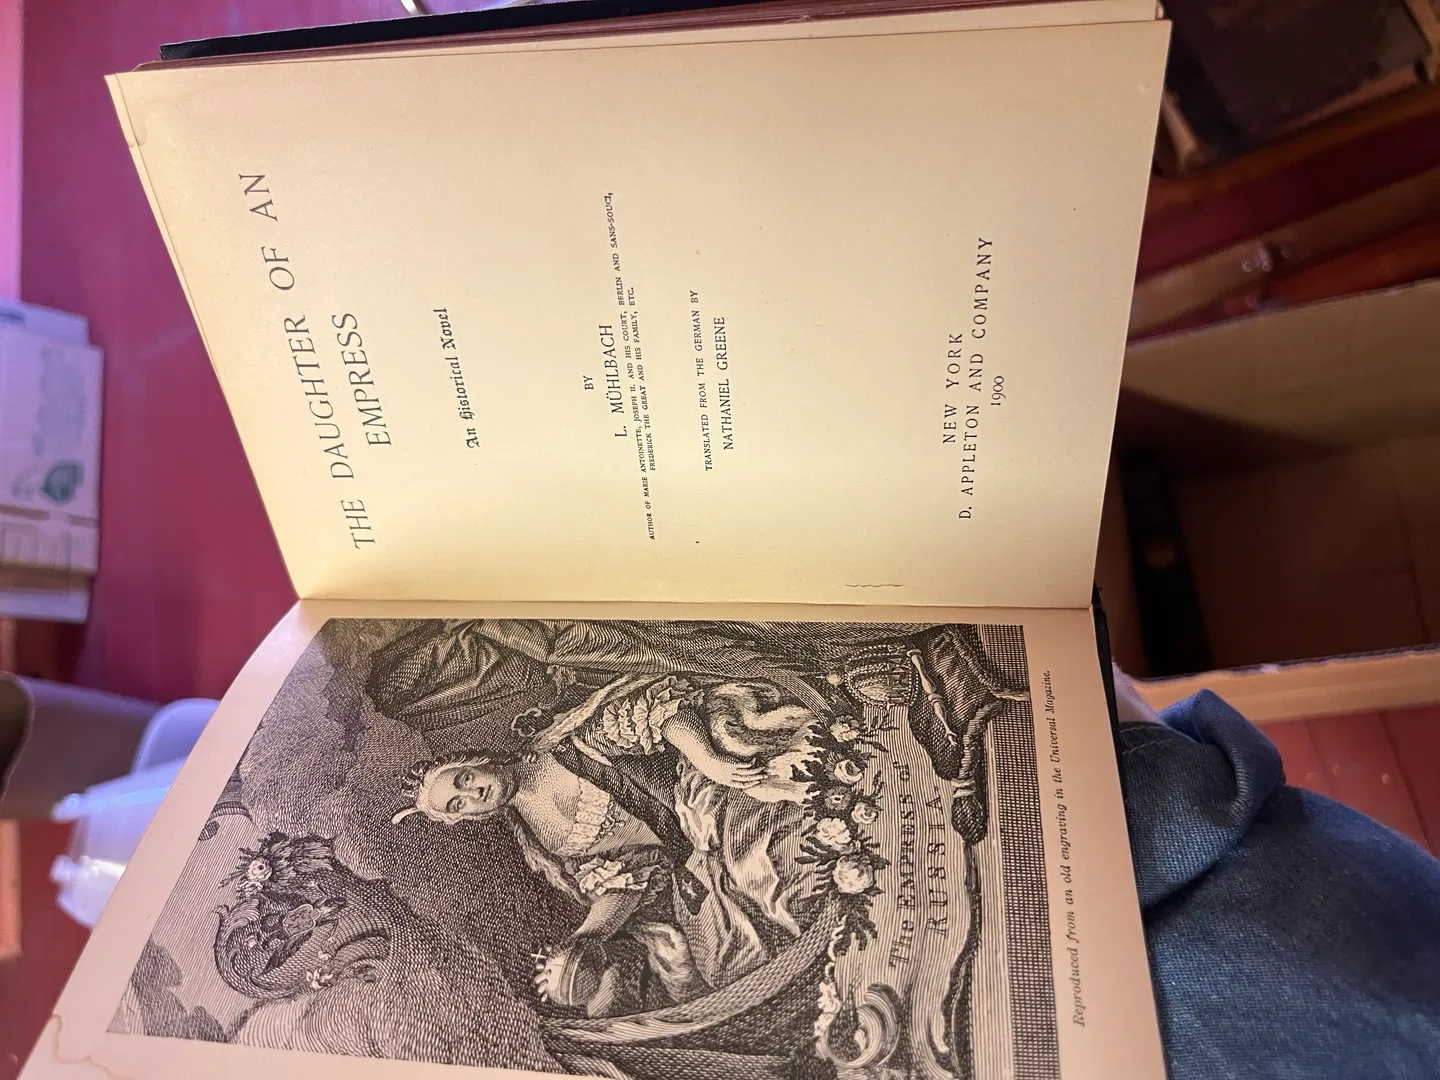 The EMPRESS of
RUSSIA.
Reproduced from an old engraving in the Universal Magazine.
THE DAUGHTER OF AN
EMPRESS
An Historical Novel
BY
L. MÜHLBACH
AUTHOR OF MARIE ANTOINETTE, JOSEPH II. AND HIS COURT, BERLIN AND SANS-SOUCI,
FREDERICK THE GREAT AND HIS FAMILY, ETC.
TRANSLATED FROM THE GERMAN BY
NATHANIEL GREENE
NEW YORK
D. APPLETON AND COMPANY
1900